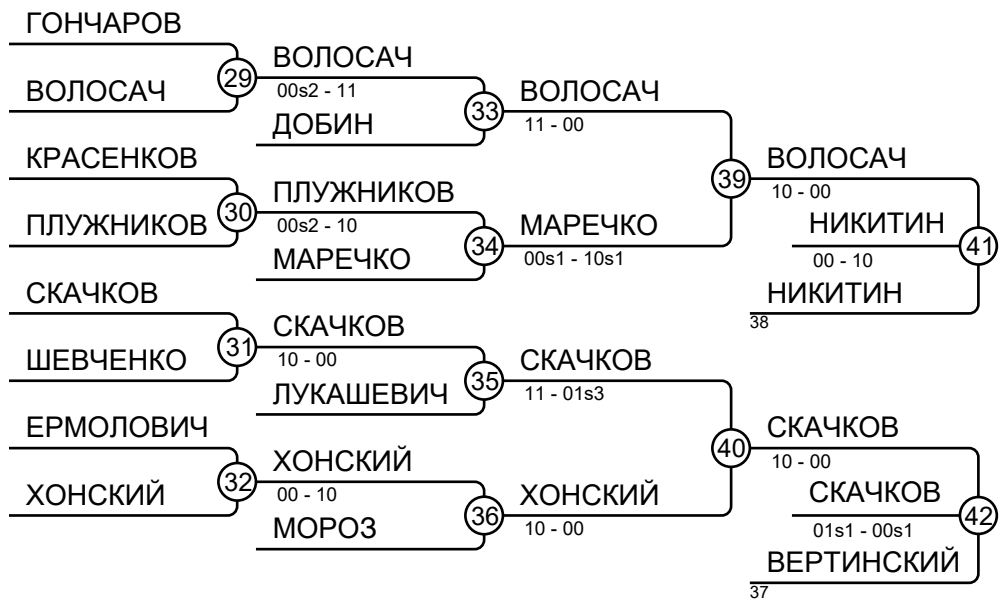 ГОНЧАРОВ
29
ВОЛОСАЧ
ВОЛОСАЧ
00s2 - 11
ДОБИН
33
ВОЛОСАЧ
11 - 00
КРАСЕНКОВ
30
ПЛУЖНИКОВ
ПЛУЖНИКОВ
00s2 - 10
МАРЕЧКО
34
МАРЕЧКО
00s1 - 10s1
39
ВОЛОСАЧ
10 - 00
НИКИТИН
00 - 10
41
НИКИТИН
38
СКАЧКОВ
31
ШЕВЧЕНКО
СКАЧКОВ
10 - 00
ЛУКАШЕВИЧ
35
СКАЧКОВ
11 - 01s3
ЕРМОЛОВИЧ
32
ХОНСКИЙ
ХОНСКИЙ
00 - 10
МОРОЗ
36
ХОНСКИЙ
10 - 00
40
СКАЧКОВ
10 - 00
СКАЧКОВ
01s1 - 00s1
42
ВЕРТИНСКИЙ
37